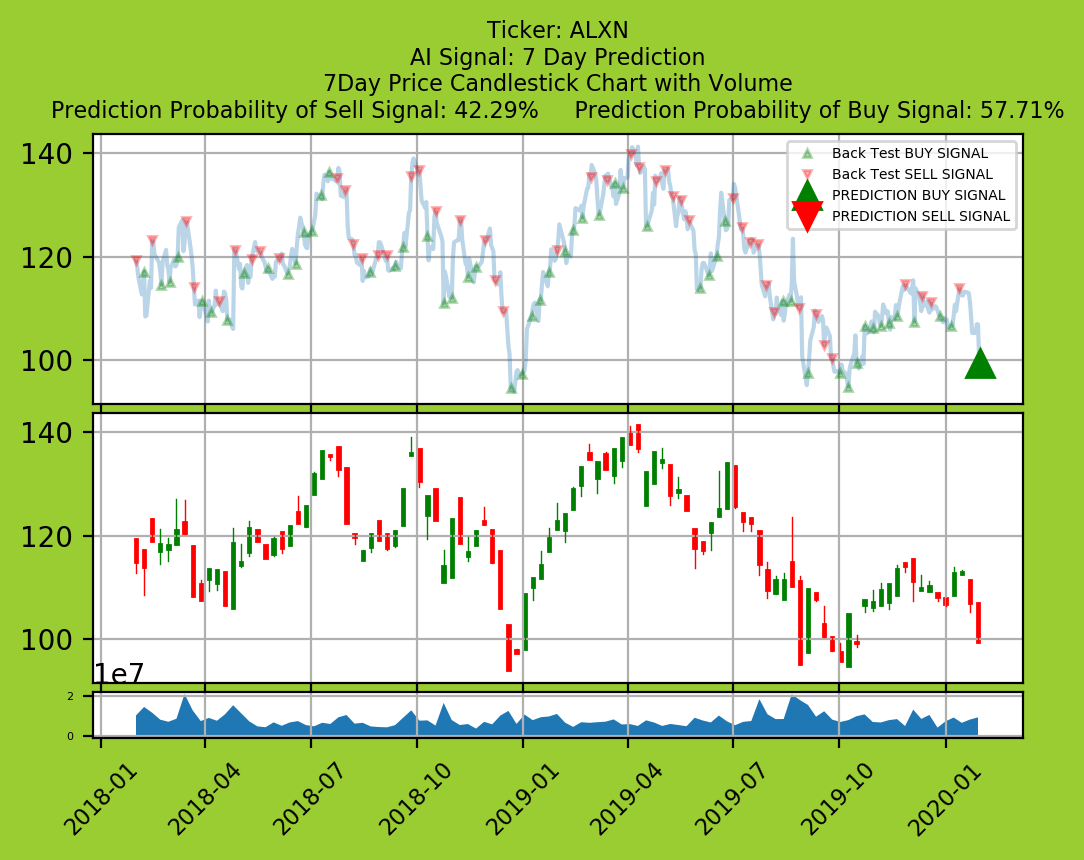 Ticker: ALXN
AI Signal: 7 Day Prediction
7Day Price Candlestick Chart with Volume
Prediction Probability of Sell Signal: 42.29% Prediction Probability of Buy Signal: 57.71%
140
120
100
Back Test BUY SIGNAL
Back Test SELL SIGNAL
PREDICTION BUY SIGNAL
PREDICTION SELL SIGNAL
140
120
100
1e7
2
0
2018-01
2018-04
2018-07
2018-10
2019-01
2019-04
2019-07
2019-10
2020-01